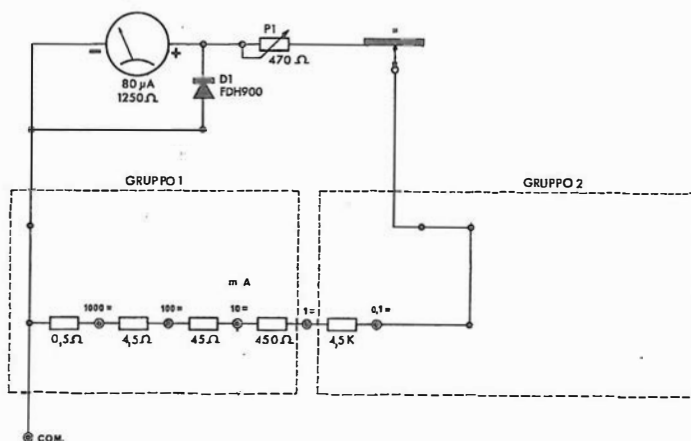 P1
=
- +
470 Ω
80 µA
1250Ω
D1
FDH900
GRUPPO 1
GRUPPO 2
m A
1000=
100=
10=
1=
0,1=
0,5Ω
4,5Ω
45Ω
450Ω
4,5K
COM.